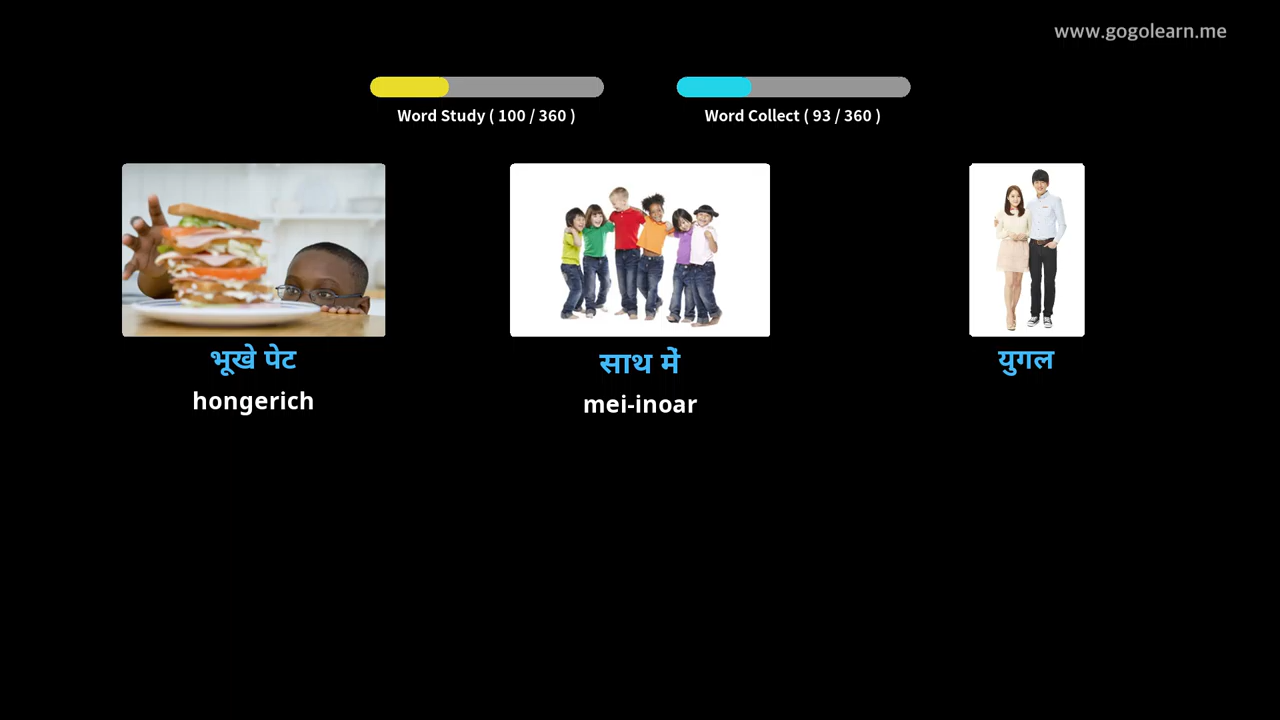 www.gogolearn.me
Word Study ( 100 / 360 )
Word Collect ( 93 / 360 )
भूखे पेट
hongerich
साथ में
mei-inoar
युगल